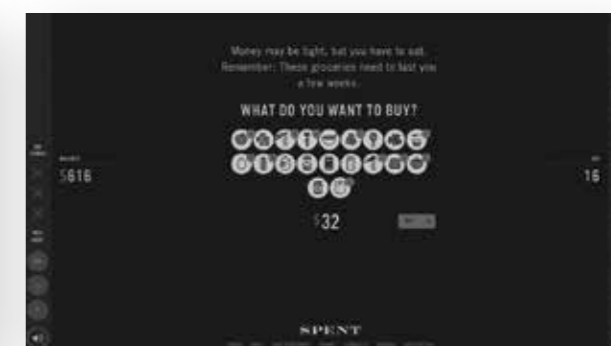 Money may be tight, but you have to eat.
Remember: These groceries need to last you
a few weeks.
WHAT DO YOU WANT TO BUY?
$616
16
$32
SPENT